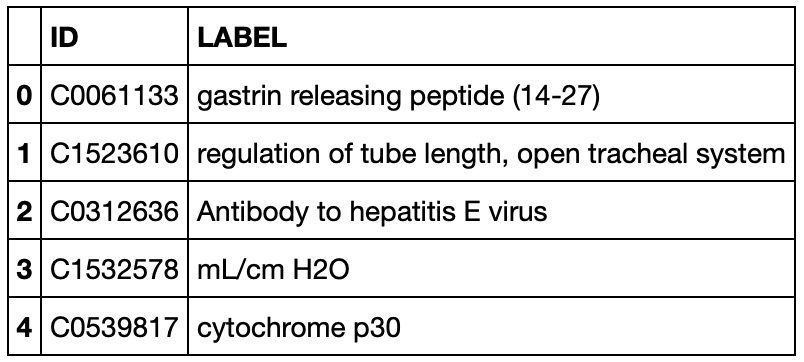 ID LABEL
0 C0061133 gastrin releasing peptide (14-27)
1 C1523610 regulation of tube length, open tracheal system
2 C0312636 Antibody to hepatitis E virus
3 C1532578 mL/cm H2O
4 C0539817 cytochrome p30